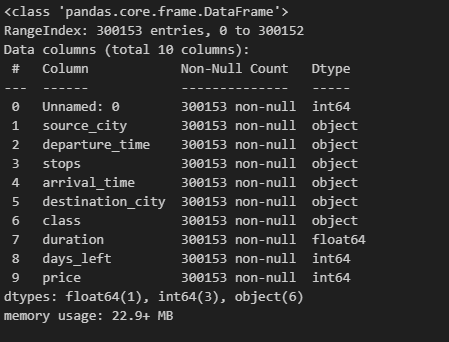 <class 'pandas.core.frame.DataFrame'>
RangeIndex: 300153 entries, 0 to 300152
Data columns (total 10 columns):
 #   Column            Non-Null Count   Dtype
---  ------            --------------   -----
 0   Unnamed: 0        300153 non-null  int64
 1   source_city       300153 non-null  object
 2   departure_time    300153 non-null  object
 3   stops             300153 non-null  object
 4   arrival_time      300153 non-null  object
 5   destination_city  300153 non-null  object
 6   class             300153 non-null  object
 7   duration          300153 non-null  float64
 8   days_left         300153 non-null  int64
 9   price             300153 non-null  int64
dtypes: float64(1), int64(3), object(6)
memory usage: 22.9+ MB